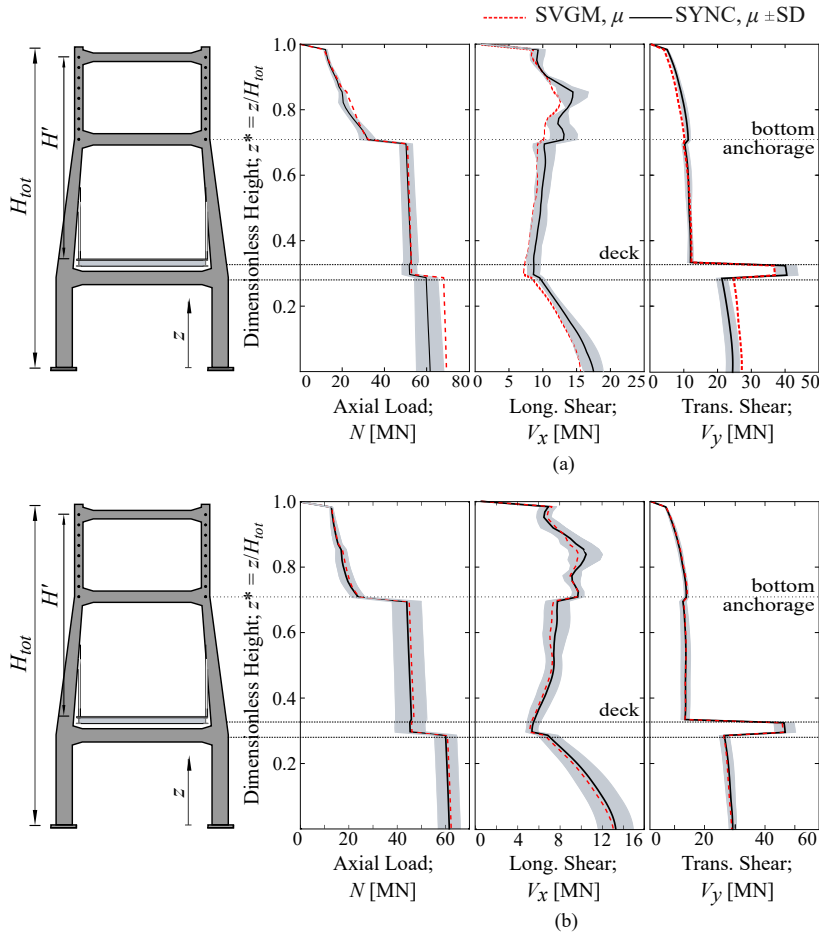 SVGM, μ SYNC, μ ±SD
H_tot
H'
z
Dimensionless Height; z* = z/H_tot
1.0
0.8
0.6
0.4
0.2
bottom
anchorage
deck
0 20 40 60 80
5 10 15 20 25
0 10 20 30 40 50
Axial Load;
N [MN]
Long. Shear;
V_x [MN]
Trans. Shear;
V_y [MN]
(a)
H_tot
H'
z
Dimensionless Height; z* = z/H_tot
1.0
0.8
0.6
0.4
0.2
bottom
anchorage
deck
0 20 40 60
0 4 8 12 16
0 20 40 60
Axial Load;
N [MN]
Long. Shear;
V_x [MN]
Trans. Shear;
V_y [MN]
(b)